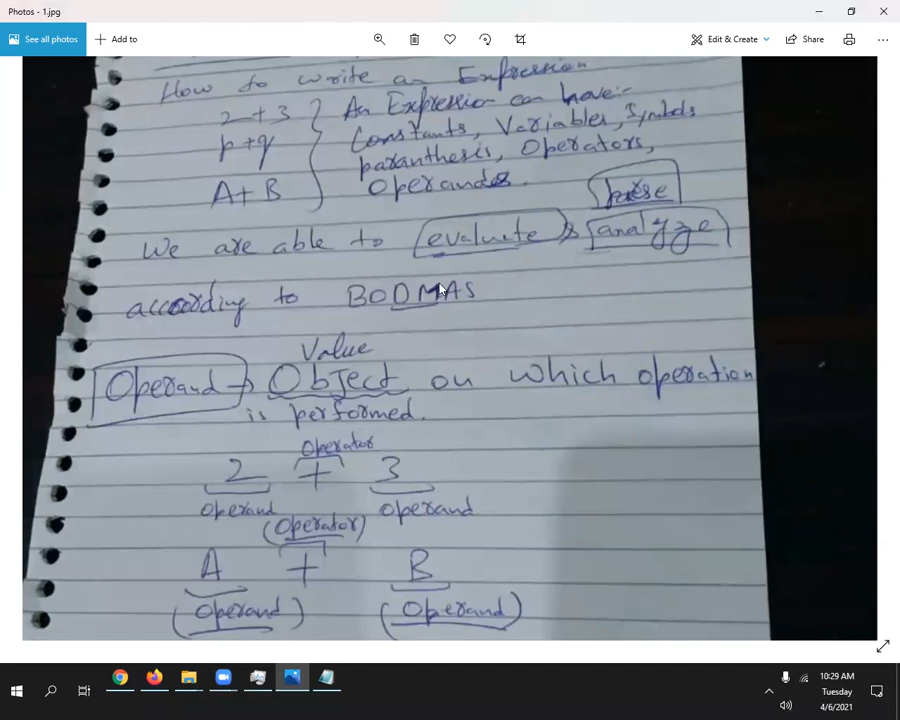 Photos - 1.jpg
See all photos
Add to
Edit & Create
Share
How to write an Expression
2+3
p+q
A+B
An Expression can have:-
Constants, Variables, Symbols
paranthesis, Operators,
Operands.
parse
We are able to evaluate & analyze
according to BODMAS
Value
Operand → Object on which operation
is performed.
Operator
2 + 3
operand operand
(Operator)
A + B
(Operand) (Operand)
10:29 AM
Tuesday
4/6/2021